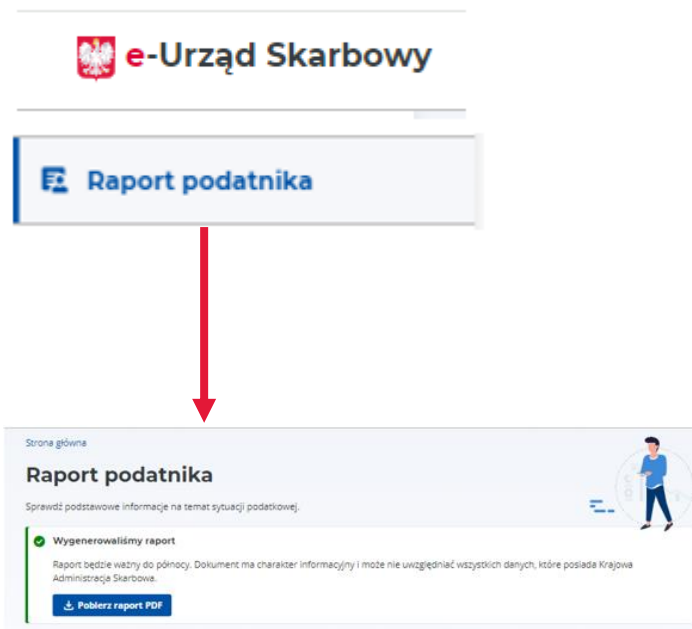 e-Urząd Skarbowy
Raport podatnika
Strona główna
Raport podatnika
Sprawdź podstawowe informacje na temat sytuacji podatkowej.
Wygenerowaliśmy raport
Raport będzie ważny do północy. Dokument ma charakter informacyjny i może nie uwzględniać wszystkich danych, które posiada Krajowa
Administracja Skarbowa.
Pobierz raport PDF